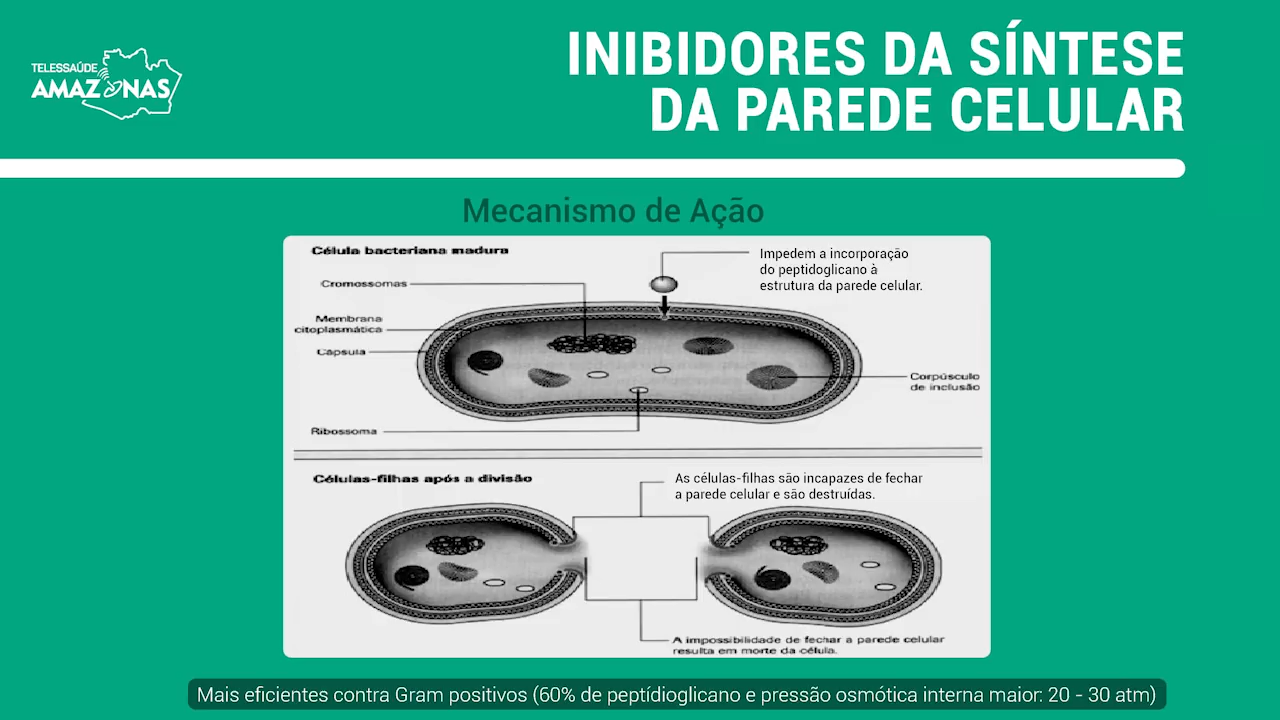 TELESSAÚDE
AMAZONAS
INIBIDORES DA SÍNTESE
DA PAREDE CELULAR
Mecanismo de Ação
Célula bacteriana madura
Impedem a incorporação
do peptidoglicano à
estrutura da parede celular.
Cromossomas
Membrana
citoplasmática
Cápsula
Corpúsculo
de inclusão
Ribossoma
Células-filhas após a divisão
As células-filhas são incapazes de fechar
a parede celular e são destruídas.
A impossibilidade de fechar a parede celular
resulta em morte da célula.
Mais eficientes contra Gram positivos (60% de peptídioglicano e pressão osmótica interna maior: 20 - 30 atm)